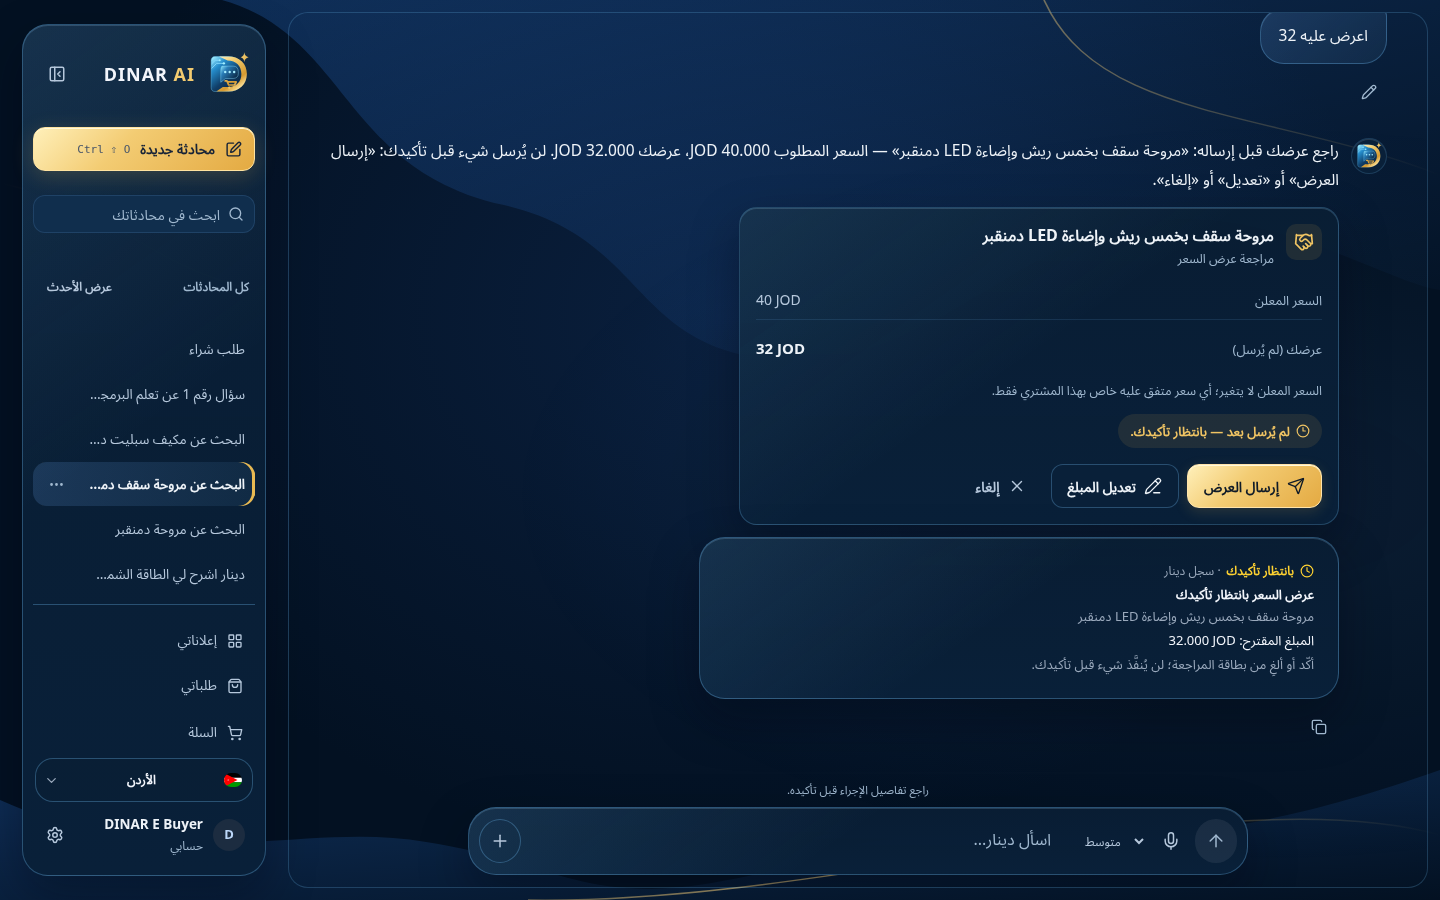 اعرض عليه 32
راجع عرضك قبل إرساله: «مروحة سقف بخمس ريش وإضاءة LED دمنقبر» — السعر المطلوب 40.000 JOD، عرضك 32.000 JOD. لن يُرسل شيء قبل تأكيدك: «إرسال
العرض» أو «تعديل» أو «إلغاء».
مروحة سقف بخمس ريش وإضاءة LED دمنقبر
مراجعة عرض السعر
السعر المعلن
40 JOD
عرضك (لم يُرسل)
32 JOD
السعر المعلن لا يتغير؛ أي سعر متفق عليه خاص بهذا المشتري فقط.
لم يُرسل بعد — بانتظار تأكيدك.
إرسال العرض
تعديل المبلغ
إلغاء
بانتظار تأكيدك · سجل دينار
عرض السعر بانتظار تأكيدك
مروحة سقف بخمس ريش وإضاءة LED دمنقبر
المبلغ المقترح: 32.000 JOD
أكّد أو ألغِ من بطاقة المراجعة؛ لن يُنفَّذ شيء قبل تأكيدك.
راجع تفاصيل الإجراء قبل تأكيده.
متوسط
اسأل دينار...
DINAR AI
محادثة جديدة
Ctrl ⇧ O
ابحث في محادثاتك
كل المحادثات
عرض الأحدث
طلب شراء
سؤال رقم 1 عن تعلم البرمج...
البحث عن مكيف سبليت د...
البحث عن مروحة سقف دم...
البحث عن مروحة دمنقبر
دينار اشرح لي الطاقة الشم...
إعلاناتي
طلباتي
السلة
الأردن
D
DINAR E Buyer
حسابي